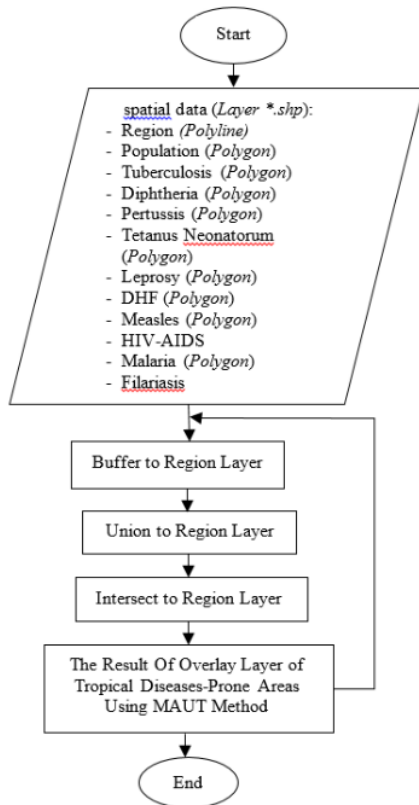 Start
spatial data (Layer *.shp):
- Region (Polyline)
- Population (Polygon)
- Tuberculosis (Polygon)
- Diphtheria (Polygon)
- Pertussis (Polygon)
- Tetanus Neonatorum
(Polygon)
- Leprosy (Polygon)
- DHF (Polygon)
- Measles (Polygon)
- HIV-AIDS
- Malaria (Polygon)
- Filariasis
Buffer to Region Layer
Union to Region Layer
Intersect to Region Layer
The Result Of Overlay Layer of
Tropical Diseases-Prone Areas
Using MAUT Method
End